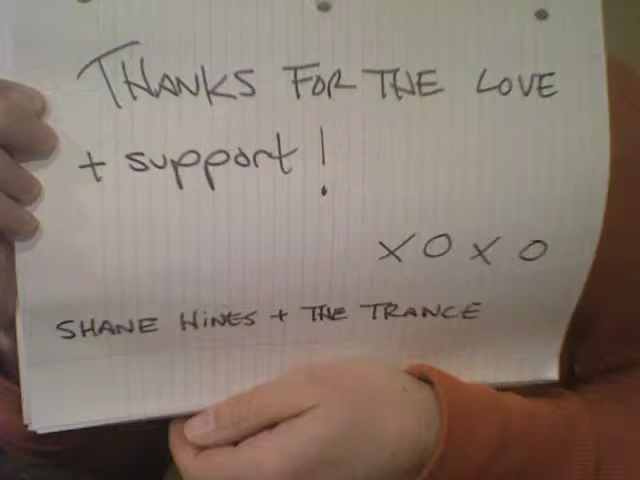 THANKS FOR THE LOVE
+ support!
XOXO
SHANE HINES + THE TRANCE